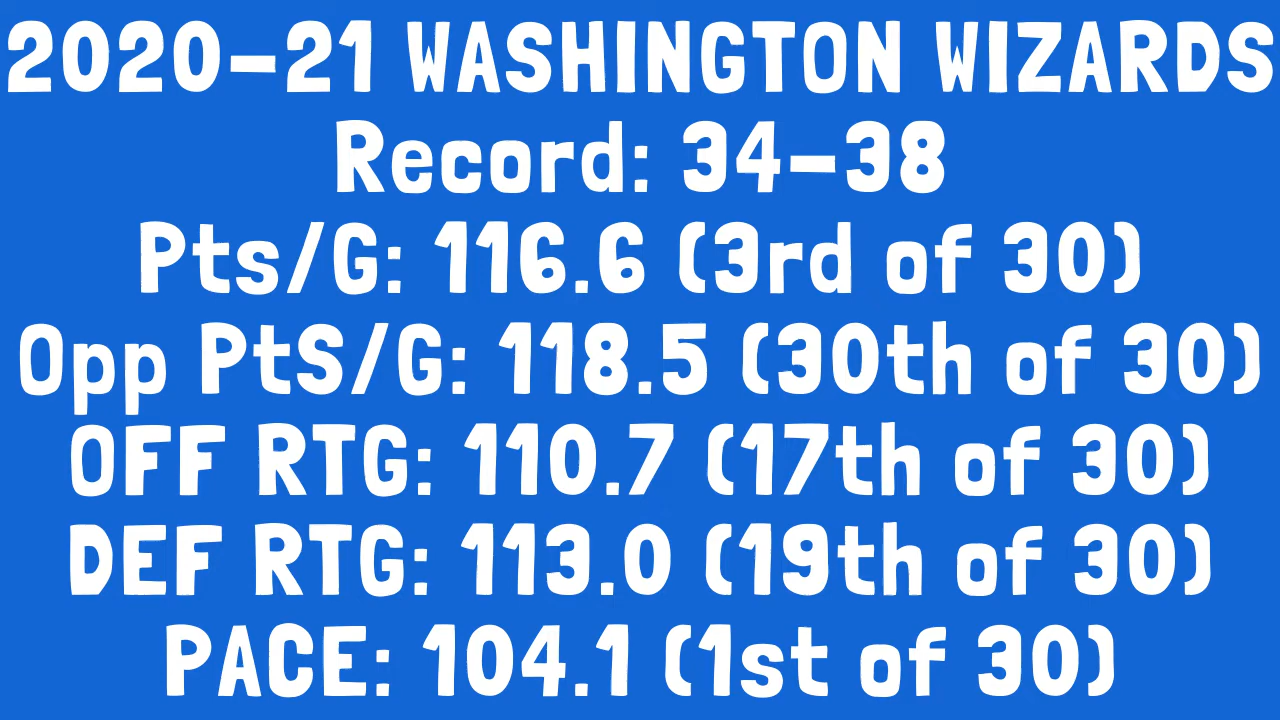 2020-21 WASHINGTON WIZARDS
Record: 34-38
Pts/G: 116.6 (3rd of 30)
Opp PtS/G: 118.5 (30th of 30)
OFF RTG: 110.7 (17th of 30)
DEF RTG: 113.0 (19th of 30)
PACE: 104.1 (1st of 30)